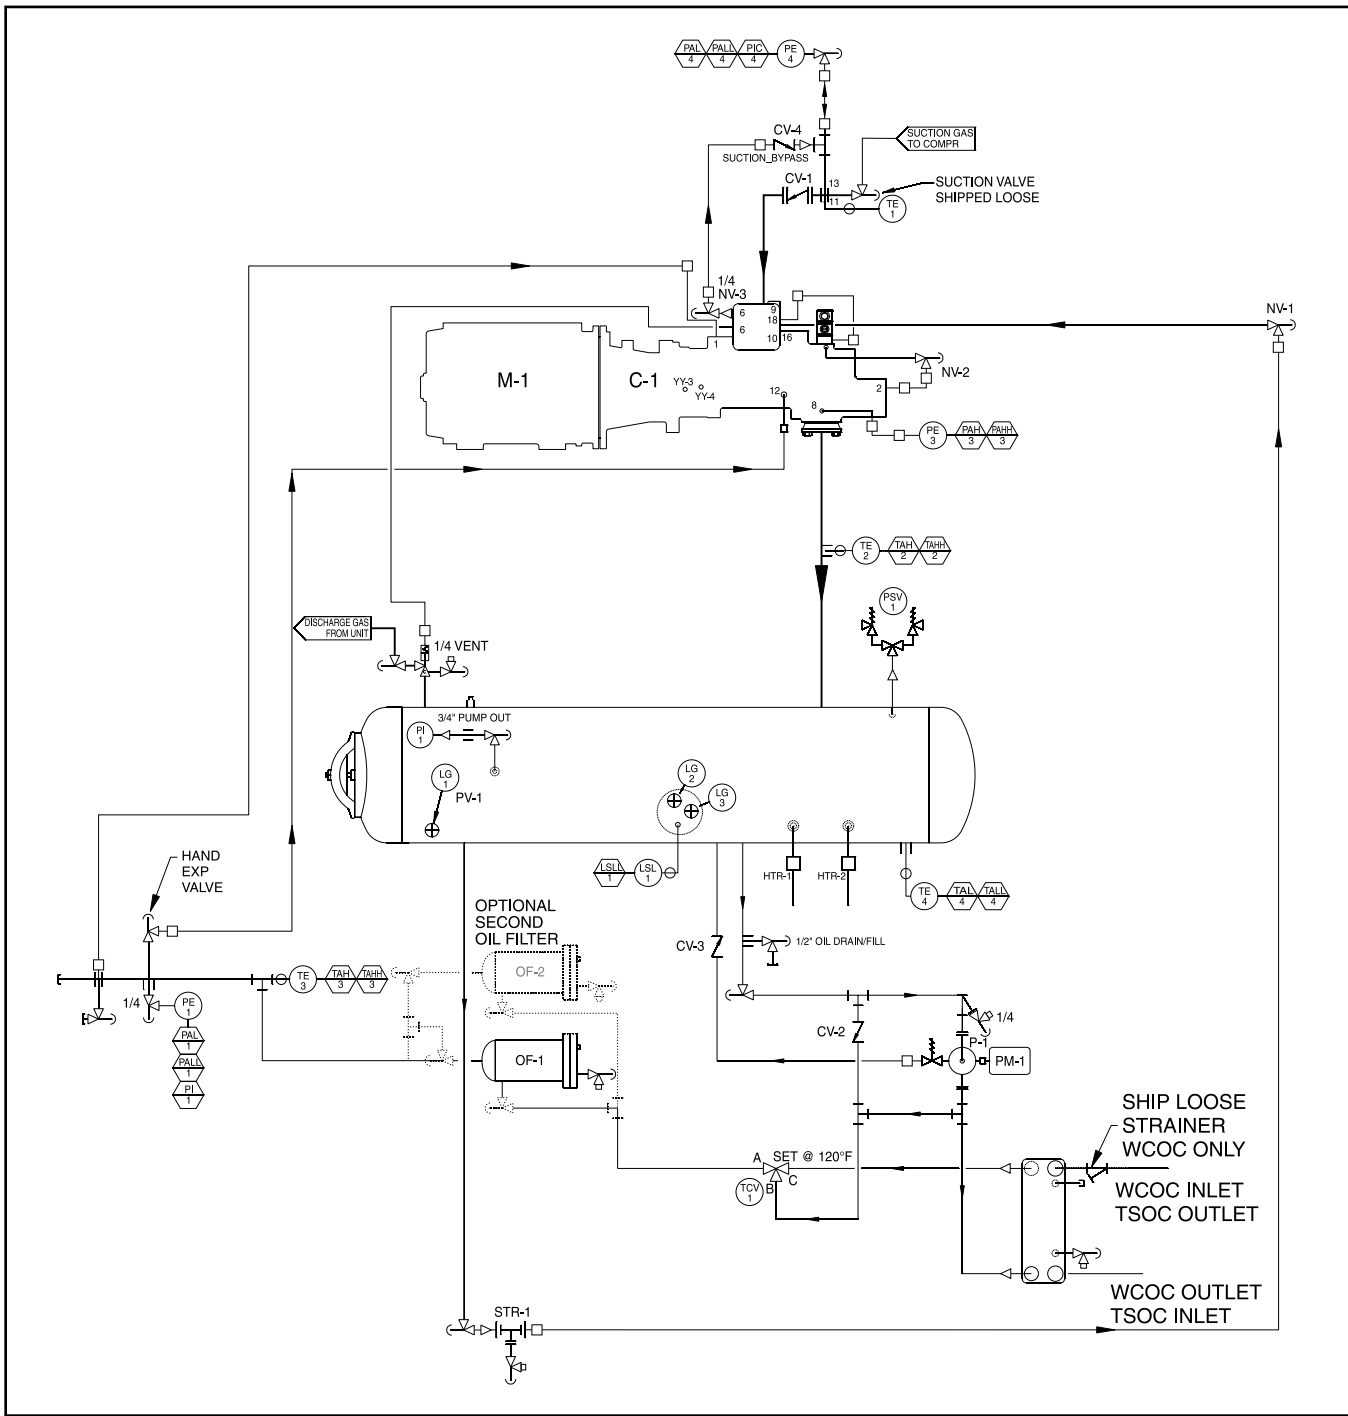 PAL
4
PALL
4
PIC
4
PE
4
CV-4
SUCTION_BYPASS
SUCTION GAS
TO COMPR
CV-1
13
11
TE
1
SUCTION VALVE
SHIPPED LOOSE
1/4
NV-3
6
6
9
18
10
16
1
NV-1
NV-2
M-1
C-1
YY-3
YY-4
12
8
2
PE
3
PAH
3
PAHH
3
TE
2
TAH
2
TAHH
2
PSV
1
DISCHARGE GAS
FROM UNIT
1/4 VENT
3/4" PUMP OUT
PI
1
LG
1
PV-1
LG
2
LG
3
HAND
EXP
VALVE
LSLL
1
LSL
1
HTR-1
HTR-2
TE
4
TAL
4
TALL
4
OPTIONAL
SECOND
OIL FILTER
CV-3
1/2" OIL DRAIN/FILL
OF-2
TE
3
TAH
3
TAHH
3
1/4
PE
1
PAL
1
PALL
1
PI
1
CV-2
1/4
P-1
PM-1
OF-1
SHIP LOOSE
STRAINER
WCOC ONLY
A
SET @ 120°F
TCV
1
B
C
WCOC INLET
TSOC OUTLET
WCOC OUTLET
TSOC INLET
STR-1